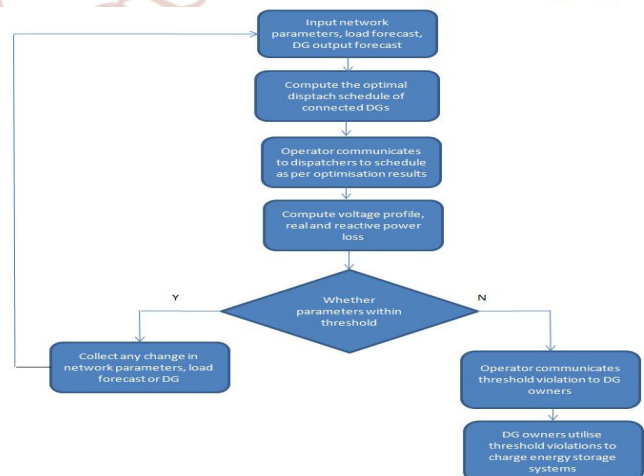 Input network
parameters, load forecast,
DG output forecast
Compute the optimal
disptach schedule of
connected DGs
Operator communicates
to dispatchers to schedule
as per optimisation results
Compute voltage profile,
real and reactive power
loss
Whether
parameters within
threshold
Y
N
Collect any change in
network parameters, load
forecast or DG
Operator communicates
threshold violation to DG
owners
DG owners utilise
threshold violations to
charge energy storage
systems